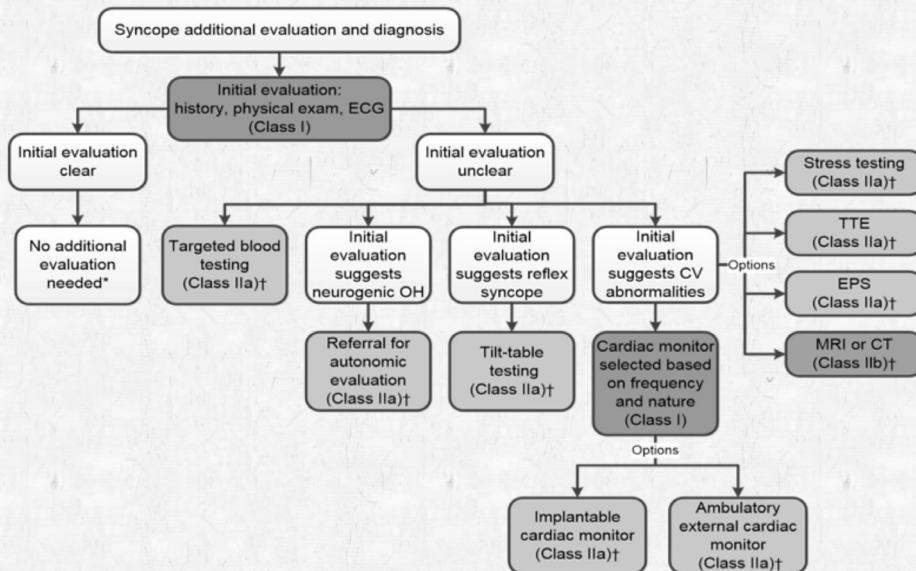 Syncope additional evaluation and diagnosis
Initial evaluation:
history, physical exam, ECG
(Class I)
Initial evaluation
clear
Initial evaluation
unclear
No additional
evaluation
needed*
Targeted blood
testing
(Class IIa)†
Initial
evaluation
suggests
neurogenic OH
Initial
evaluation
suggests reflex
syncope
Initial
evaluation
suggests CV
abnormalities
Options
Stress testing
(Class IIa)†
TTE
(Class IIa)†
EPS
(Class IIa)†
MRI or CT
(Class IIb)†
Referral for
autonomic
evaluation
(Class IIa)†
Tilt-table
testing
(Class IIa)†
Cardiac monitor
selected based
on frequency
and nature
(Class I)
Options
Implantable
cardiac monitor
(Class IIa)†
Ambulatory
external cardiac
monitor
(Class IIa)†